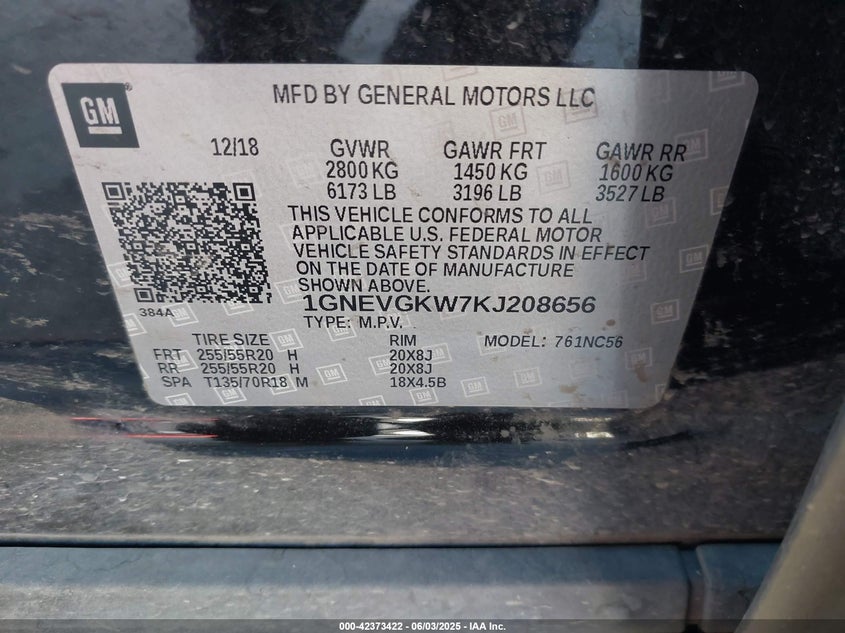 GM
MFD BY GENERAL MOTORS LLC
12/18 GVWR GAWR FRT GAWR RR
2800 KG 1450 KG 1600 KG
6173 LB 3196 LB 3527 LB
THIS VEHICLE CONFORMS TO ALL
APPLICABLE U.S. FEDERAL MOTOR
VEHICLE SAFETY STANDARDS IN EFFECT
ON THE DATE OF MANUFACTURE
SHOWN ABOVE.
384A
1GNEVGKW7KJ208656
TYPE: M.P.V.
TIRE SIZE RIM MODEL: 761NC56
FRT 255/55R20 H 20X8J
RR 255/55R20 H 20X8J
SPA T135/70R18 M 18X4.5B
000-42373422 | 06/03/2025 - IAA Inc.